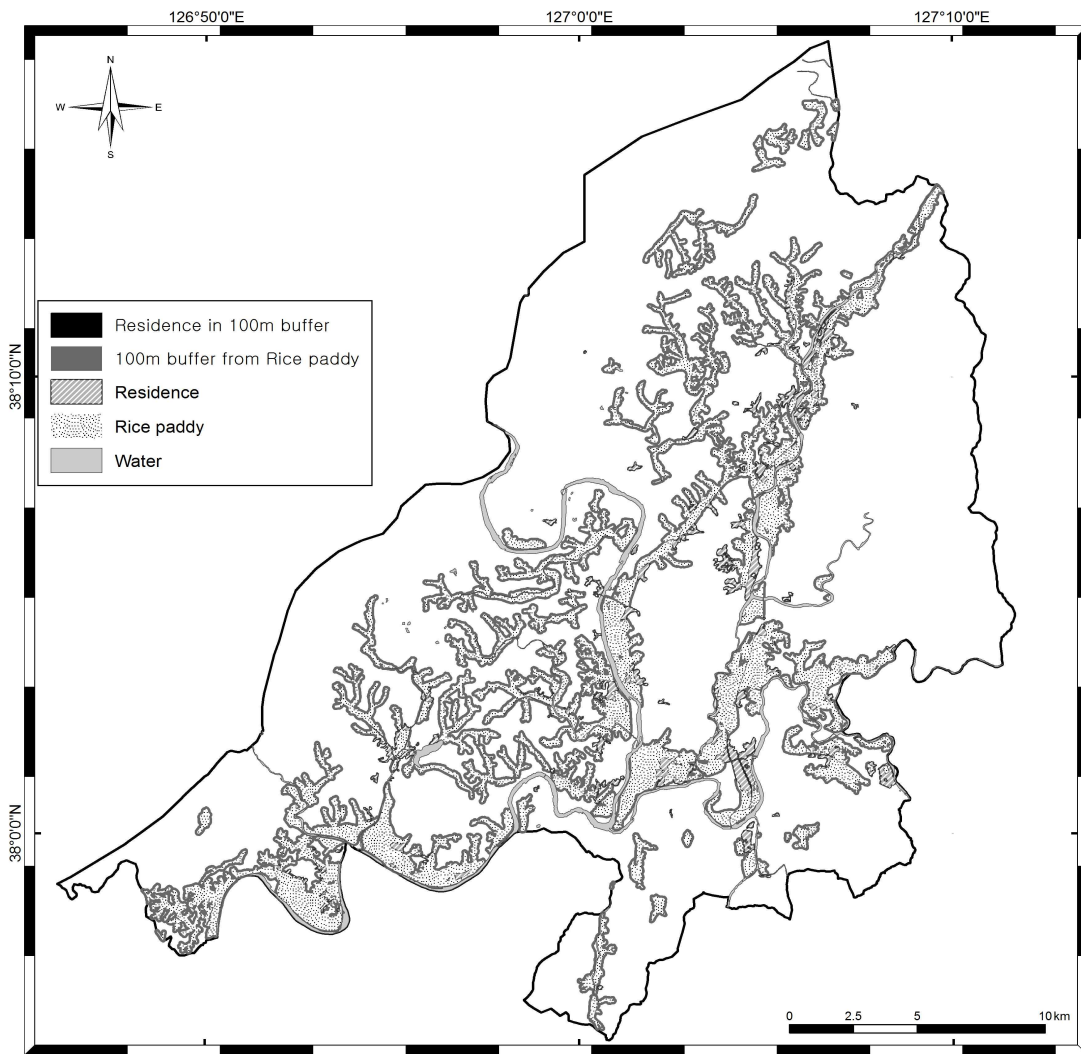 126°50'0"E 127°0'0"E 127°10'0"E
N
W E
S
38°10'0"N
38°0'0"N
Residence in 100m buffer
100m buffer from Rice paddy
Residence
Rice paddy
Water
0 2.5 5 10 km